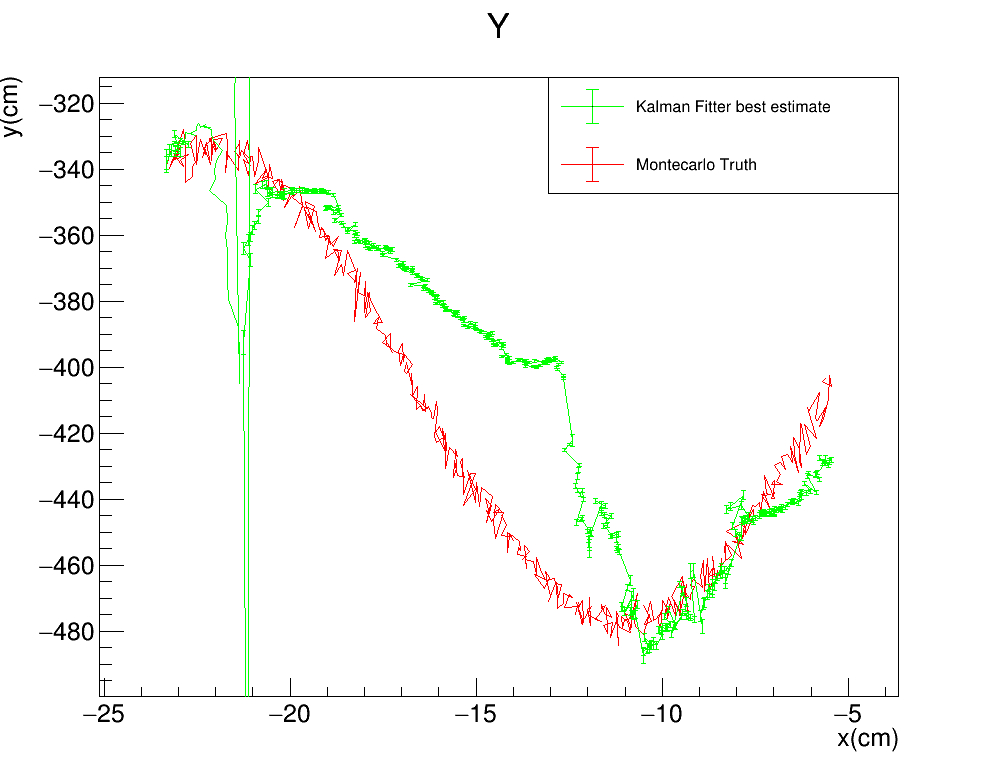 Y
y(cm)
−320
−340
−360
−380
−400
−420
−440
−460
−480
Kalman Fitter best estimate
Montecarlo Truth
−25 −20 −15 −10 −5
x(cm)